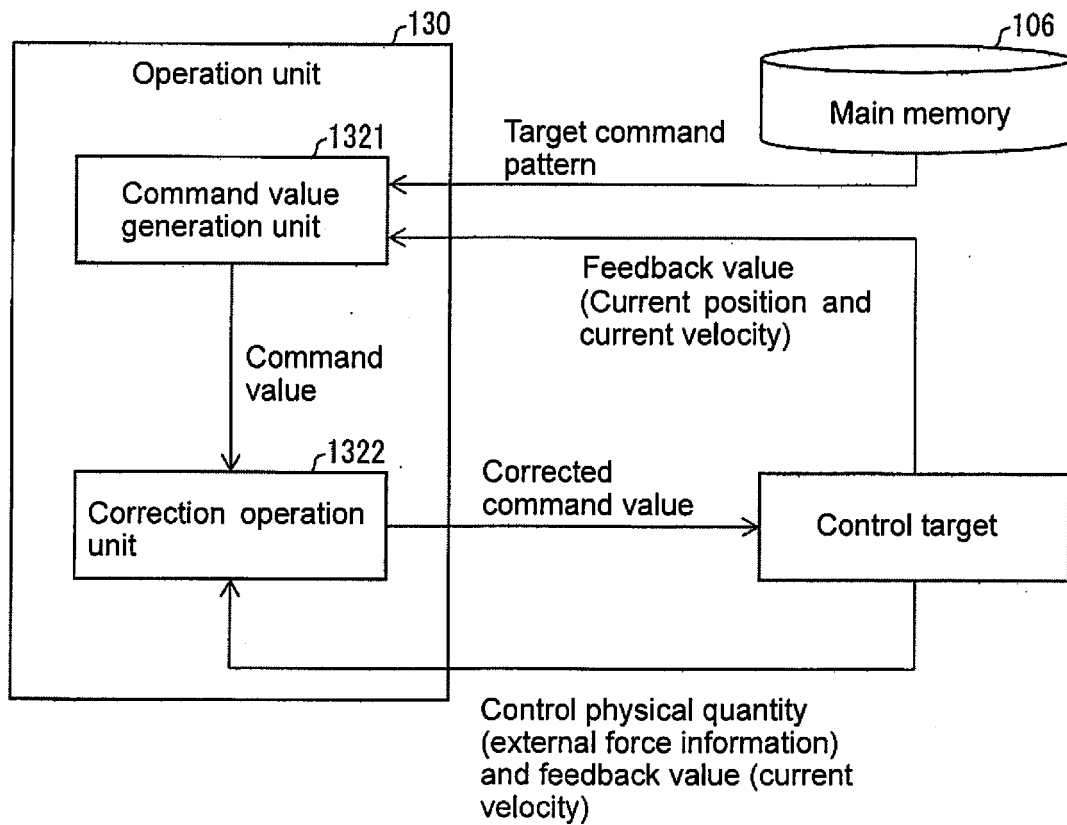 130
Operation unit
106
Main memory
Target command
pattern
1321
Command value
generation unit
Feedback value
(Current position and
current velocity)
Command
value
1322
Correction operation
unit
Corrected
command value
Control target
Control physical quantity
(external force information)
and feedback value (current
velocity)